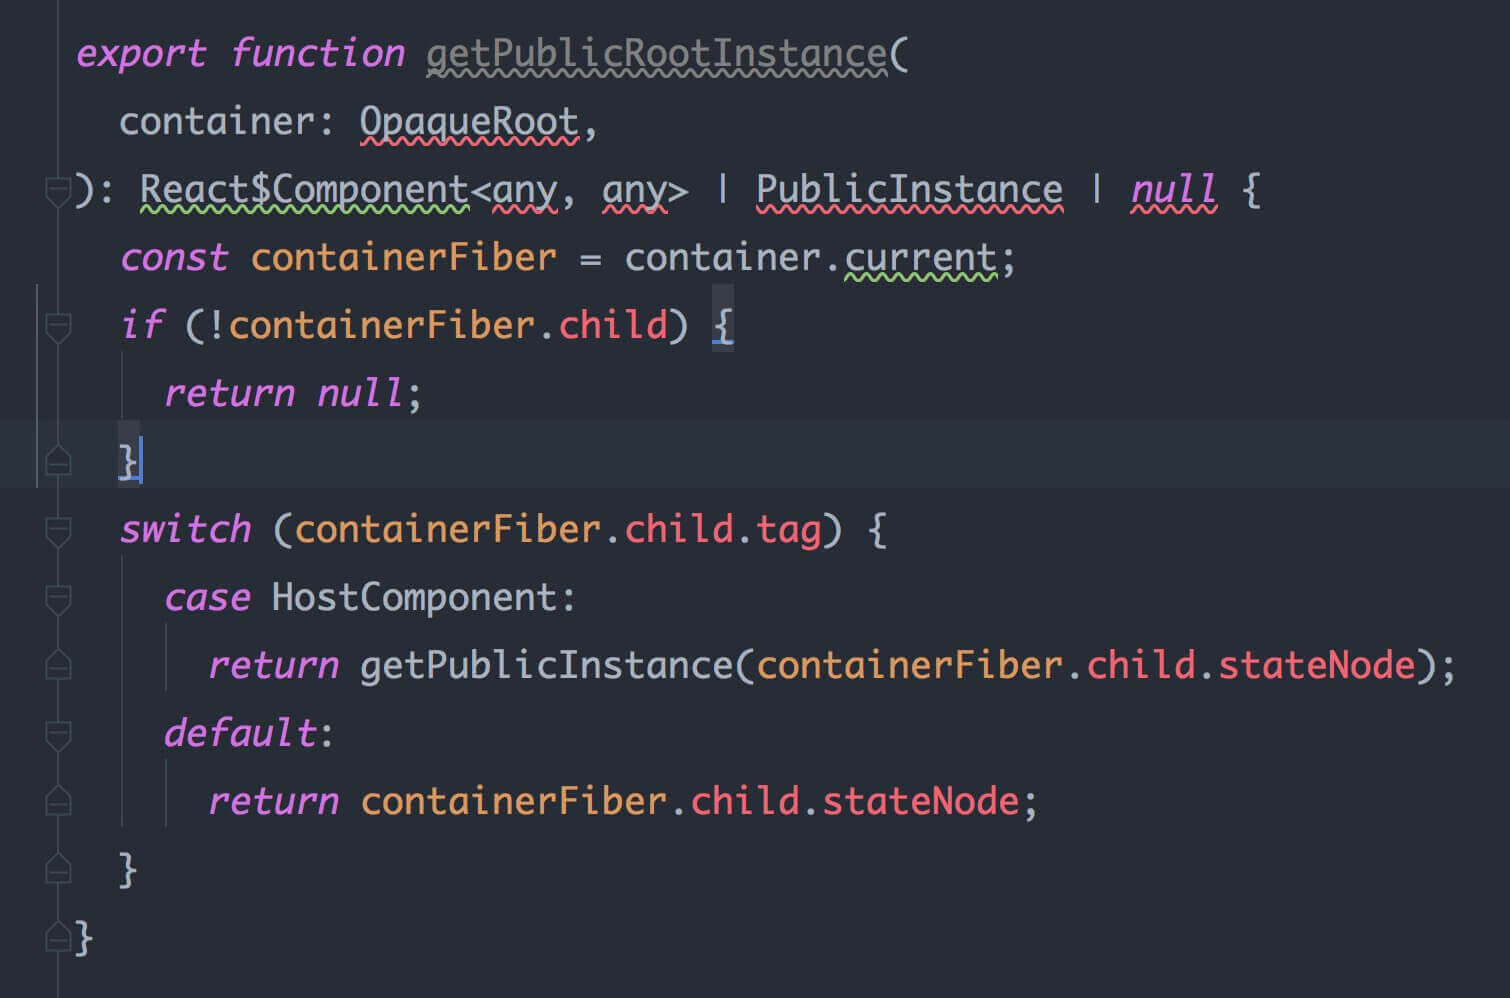 export function getPublicRootInstance(
  container: OpaqueRoot,
): React$Component<any, any> | PublicInstance | null {
  const containerFiber = container.current;
  if (!containerFiber.child) {
    return null;
  }
  switch (containerFiber.child.tag) {
    case HostComponent:
      return getPublicInstance(containerFiber.child.stateNode);
    default:
      return containerFiber.child.stateNode;
  }
}